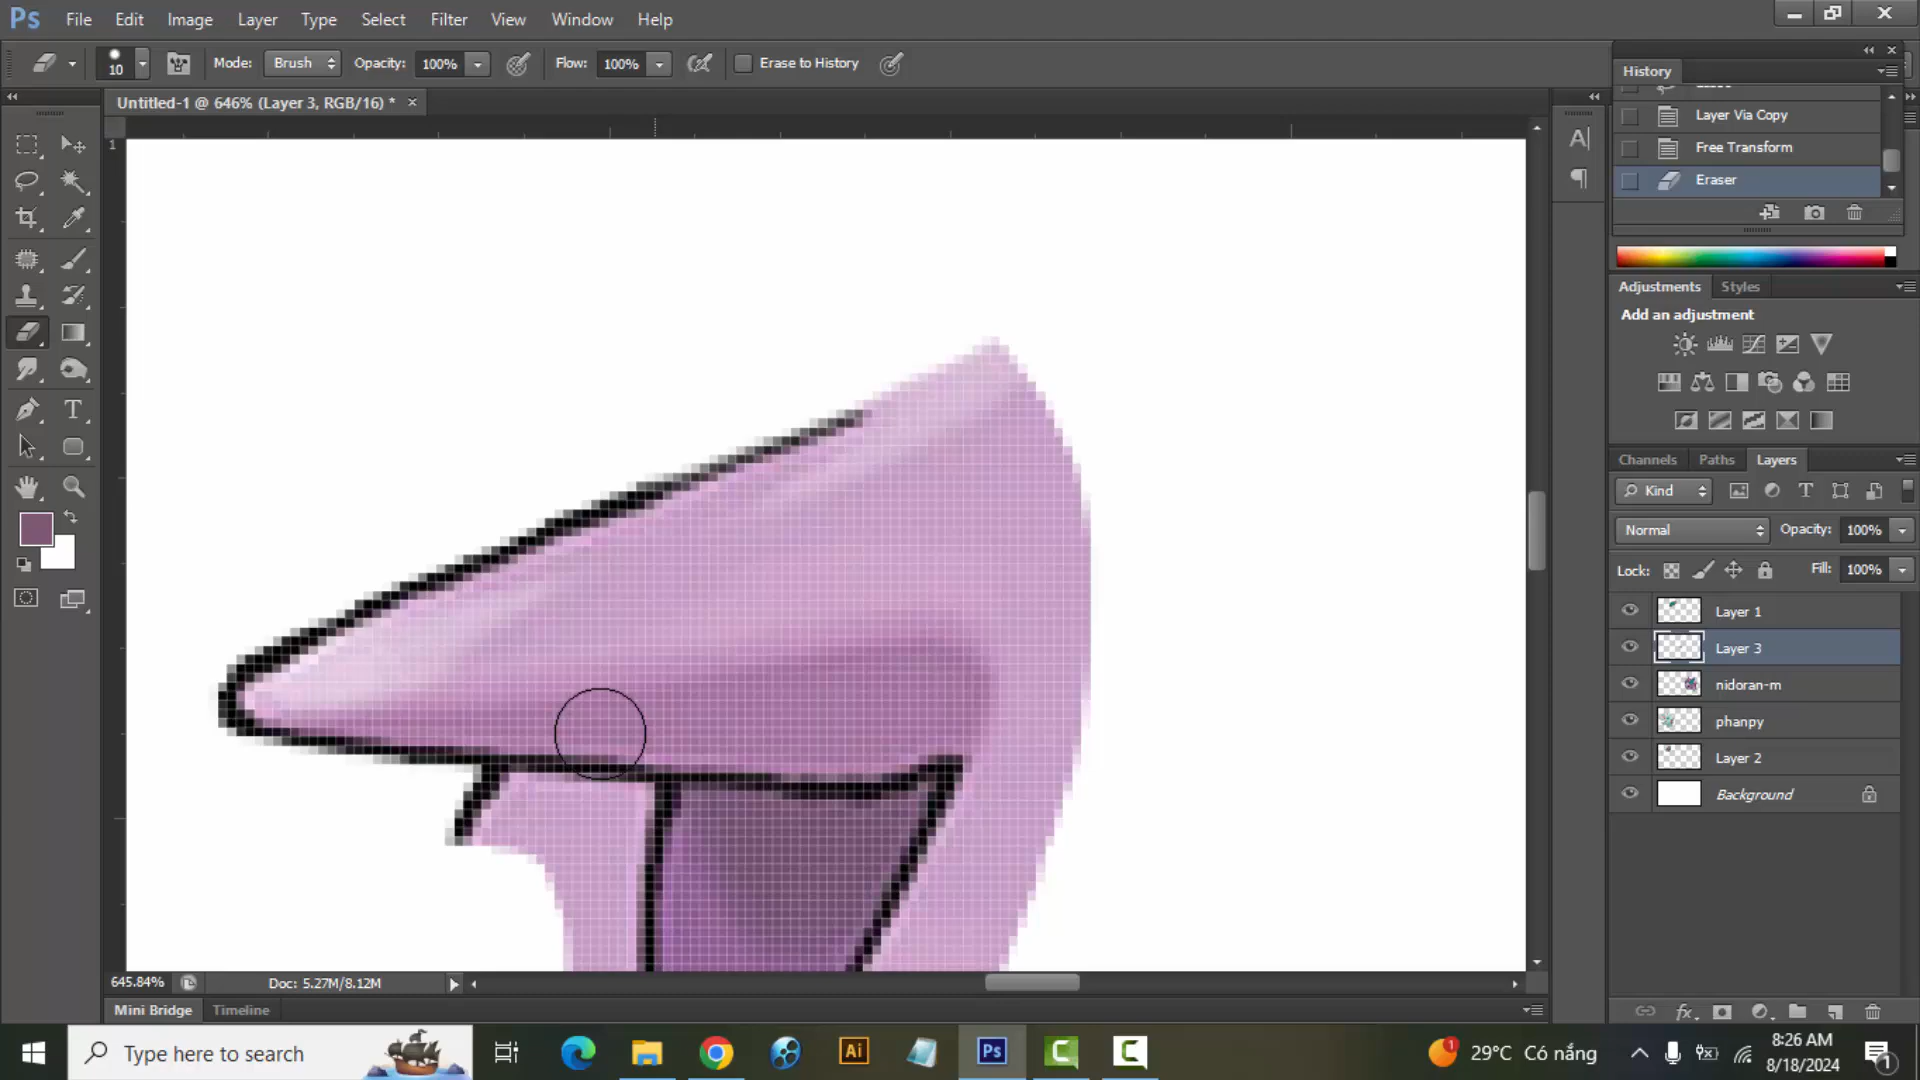 Ps File Edit Image Layer Type Select Filter View Window Help
10 Mode: Brush Opacity: 100% Flow: 100% Erase to History
Untitled-1 @ 646% (Layer 3, RGB/16) * ×
1
History
Layer Via Copy
Free Transform
Eraser
Adjustments Styles
Add an adjustment
Channels Paths Layers
Kind
Normal Opacity: 100%
Lock: Fill: 100%
Layer 1
Layer 3
nidoran-m
phanpy
Layer 2
Background
645.84% Doc: 5.27M/8.12M
Mini Bridge Timeline
Type here to search
Ai
Ps
29°C Có nắng
8:26 AM
8/18/2024
1
1